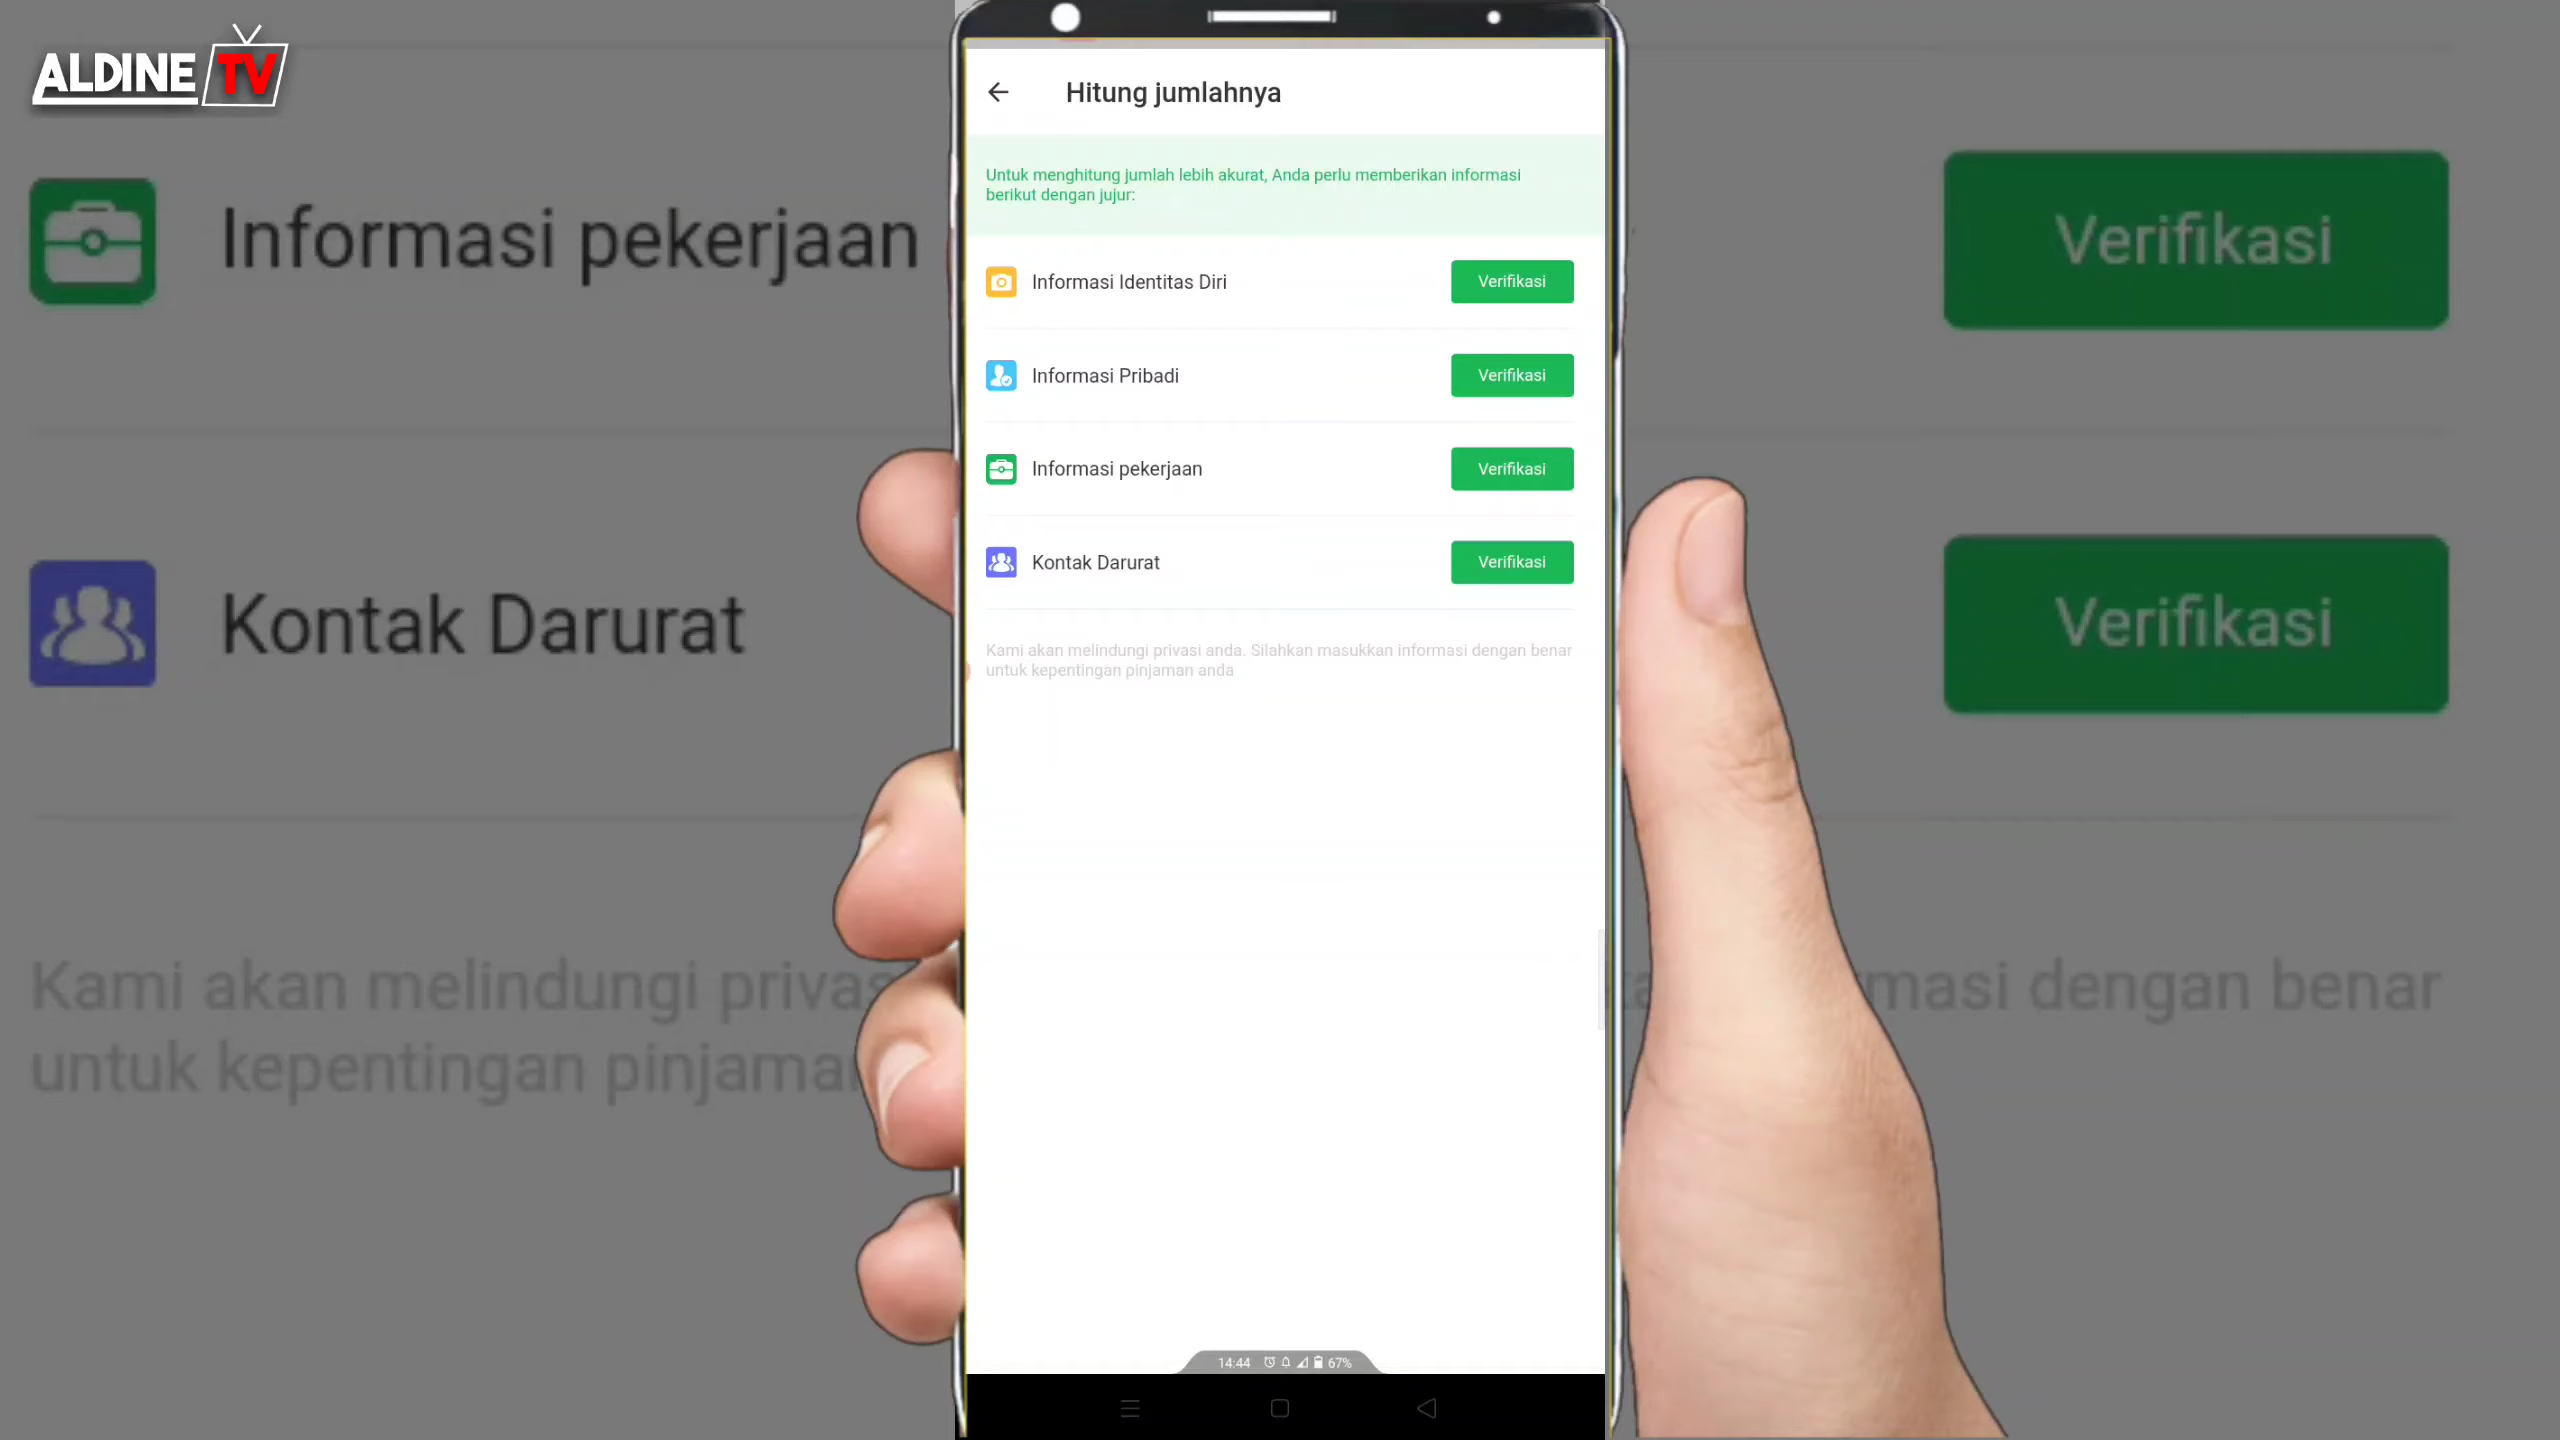 ALDINE TV
Hitung jumlahnya
Untuk menghitung jumlah lebih akurat, Anda perlu memberikan informasi
berikut dengan jujur:
Informasi Identitas Diri
Verifikasi
Informasi Pribadi
Verifikasi
Informasi pekerjaan
Verifikasi
Kontak Darurat
Verifikasi
Kami akan melindungi privasi anda. Silahkan masukkan informasi dengan benar
untuk kepentingan pinjaman anda
14:44
67%
Informasi pekerjaan
Verifikasi
Kontak Darurat
Verifikasi
Kami akan melindungi dengan benar
untuk kepentingan